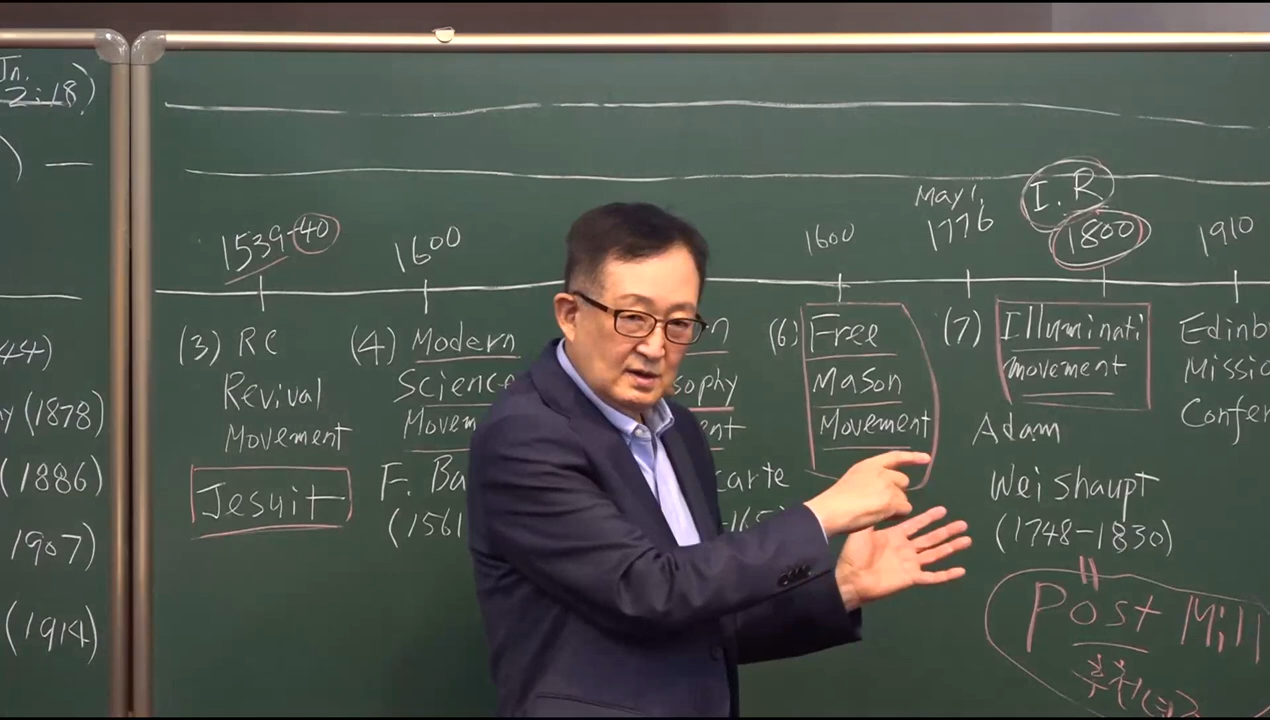 Jn.
2:18)
1539-40
1600
1600
May 1,
1776
I.R
1800
1910
(3) RC
Revival
Movement
Jesuit
(4) Modern
Science
Movem
F. Ba
(1561
sophy
carte
(6) Free
Mason
Movement
(7) Illuminati
movement
Adam
Weishaupt
(1748-1830)
Post Mill
Edinb
Missio
Confer
44)
(1878)
(1886)
1907)
(1914)